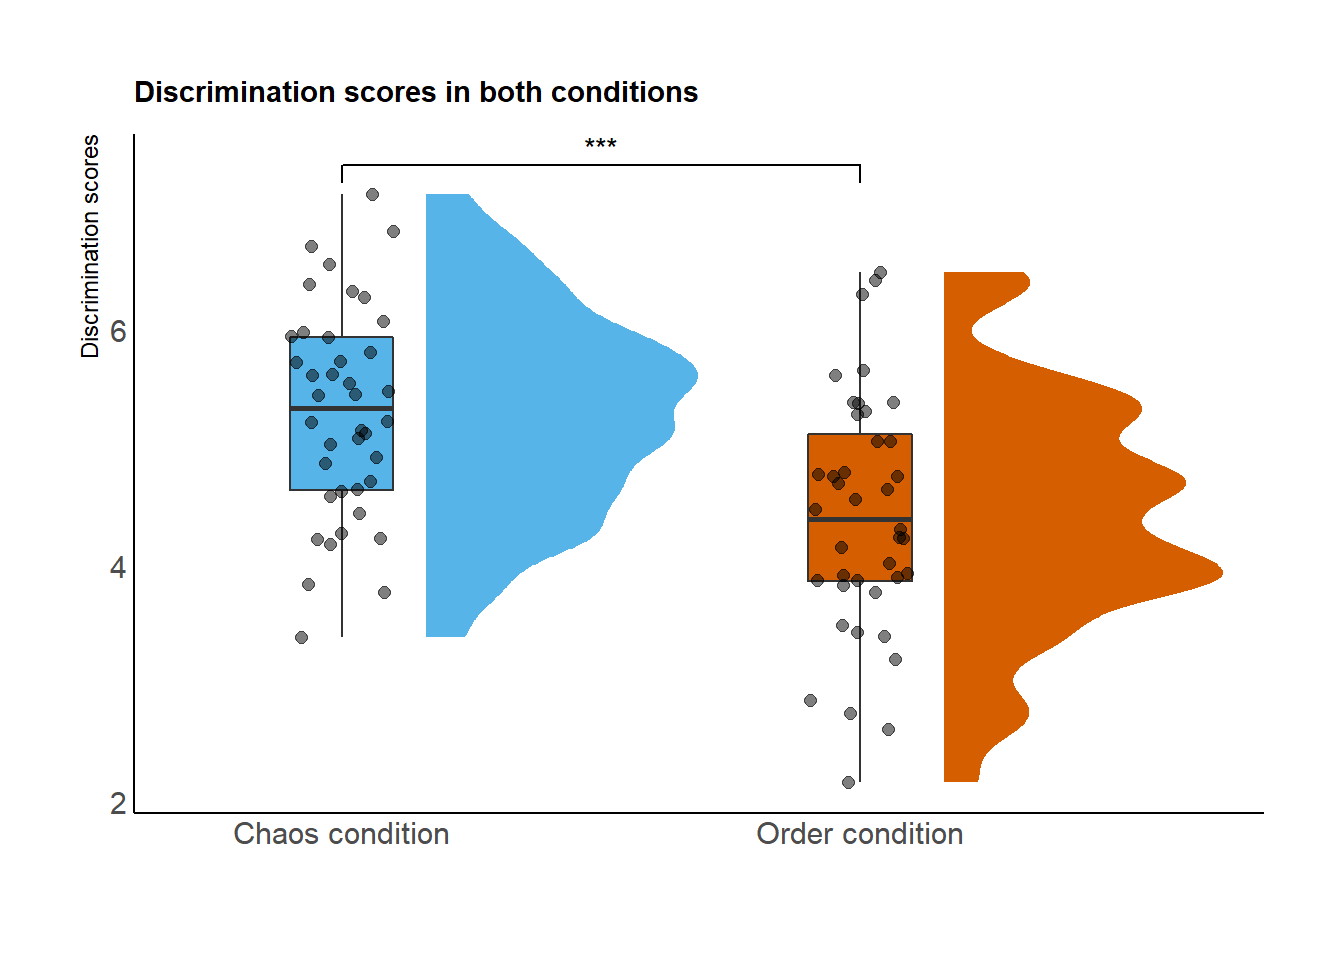 Discrimination scores in both conditions
***
Discrimination scores
6
4
2
Chaos condition
Order condition